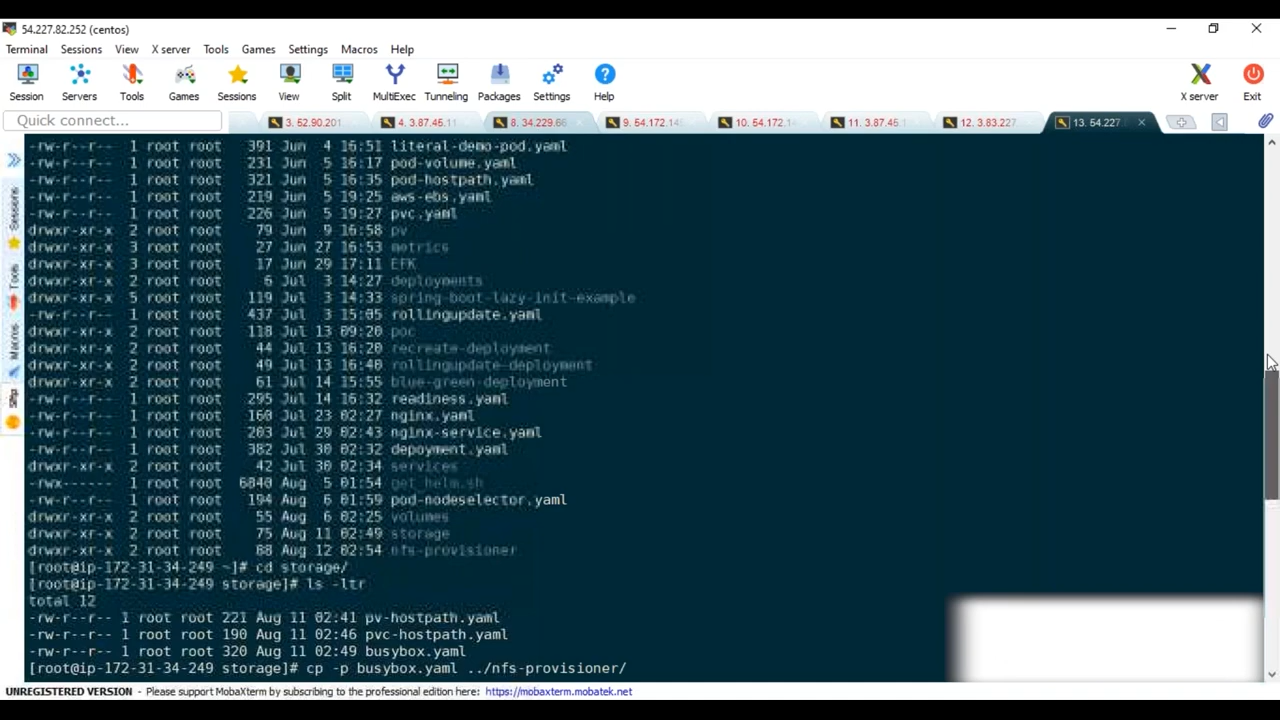 54.227.82.252 (centos)
Terminal Sessions View X server Tools Games Settings Macros Help
Session Servers Tools Games Sessions View Split MultiExec Tunneling Packages Settings Help X server Exit
Quick connect... 3. 52.90.201 4. 3.87.45.11 8. 34.229.66 9. 54.172.14 10. 54.172.1 11. 3.87.45 12. 3.83.227 13. 54.227
Sessions
Tools
Macros
Sftp
-rw-r--r-- 1 root root 391 Jun 4 16:51 literal-demo-pod.yaml
-rw-r--r-- 1 root root 231 Jun 5 16:17 pod-volume.yaml
-rw-r--r-- 1 root root 321 Jun 5 16:35 pod-hostpath.yaml
-rw-r--r-- 1 root root 219 Jun 5 19:25 aws-ebs.yaml
-rw-r--r-- 1 root root 226 Jun 5 19:27 pvc.yaml
drwxr-xr-x 2 root root 79 Jun 9 16:58 pv
drwxr-xr-x 3 root root 27 Jun 27 16:53 metrics
drwxr-xr-x 3 root root 17 Jun 29 17:11 EFK
drwxr-xr-x 2 root root 6 Jul 3 14:27 deployments
drwxr-xr-x 5 root root 119 Jul 3 14:33 spring-boot-lazy-init-example
-rw-r--r-- 1 root root 437 Jul 3 15:05 rollingupdate.yaml
drwxr-xr-x 2 root root 118 Jul 13 09:20 poc
drwxr-xr-x 2 root root 44 Jul 13 16:20 recreate-deployment
drwxr-xr-x 2 root root 49 Jul 13 16:40 rollingupdate-deployment
drwxr-xr-x 2 root root 61 Jul 14 15:55 blue-green-deployment
-rw-r--r-- 1 root root 295 Jul 14 16:32 readiness.yaml
-rw-r--r-- 1 root root 160 Jul 23 02:27 nginx.yaml
-rw-r--r-- 1 root root 203 Jul 29 02:43 nginx-service.yaml
-rw-r--r-- 1 root root 382 Jul 30 02:32 depoyment.yaml
drwxr-xr-x 2 root root 42 Jul 30 02:34 services
-rwx------ 1 root root 6840 Aug 5 01:54 get_helm.sh
-rw-r--r-- 1 root root 194 Aug 6 01:59 pod-nodeselector.yaml
drwxr-xr-x 2 root root 55 Aug 6 02:25 volumes
drwxr-xr-x 2 root root 75 Aug 11 02:49 storage
drwxr-xr-x 2 root root 88 Aug 12 02:54 nfs-provisioner
[root@ip-172-31-34-249 ~]# cd storage/
[root@ip-172-31-34-249 storage]# ls -ltr
total 12
-rw-r--r-- 1 root root 221 Aug 11 02:41 pv-hostpath.yaml
-rw-r--r-- 1 root root 190 Aug 11 02:46 pvc-hostpath.yaml
-rw-r--r-- 1 root root 320 Aug 11 02:49 busybox.yaml
[root@ip-172-31-34-249 storage]# cp -p busybox.yaml ../nfs-provisioner/
UNREGISTERED VERSION - Please support MobaXterm by subscribing to the professional edition here: https://mobaxterm.mobatek.net